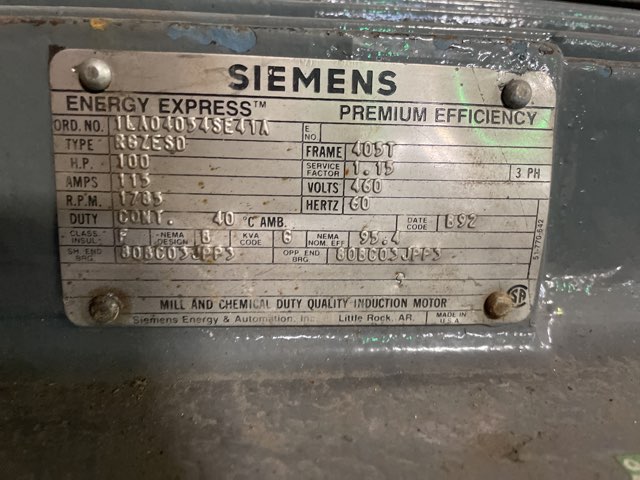 SIEMENS
ENERGY EXPRESS™ PREMIUM EFFICIENCY
ORD. NO. 1LA04054SE41A E NO.
TYPE RGZESD FRAME 405T
H.P. 100 SERVICE FACTOR 1.15 3 PH
AMPS 115 VOLTS 460
R.P.M. 1785 HERTZ 60
DUTY CONT. 40 °C AMB. DATE CODE B92
CLASS INSUL F NEMA DESIGN B KVA CODE G NEMA NOM. EFF. 95.4
SH. END BRG. 80BC03JPP3 OPP. END BRG. 80BC03JPP3
MILL AND CHEMICAL DUTY QUALITY INDUCTION MOTOR
Siemens Energy & Automation, Inc. Little Rock, AR. MADE IN U.S.A.